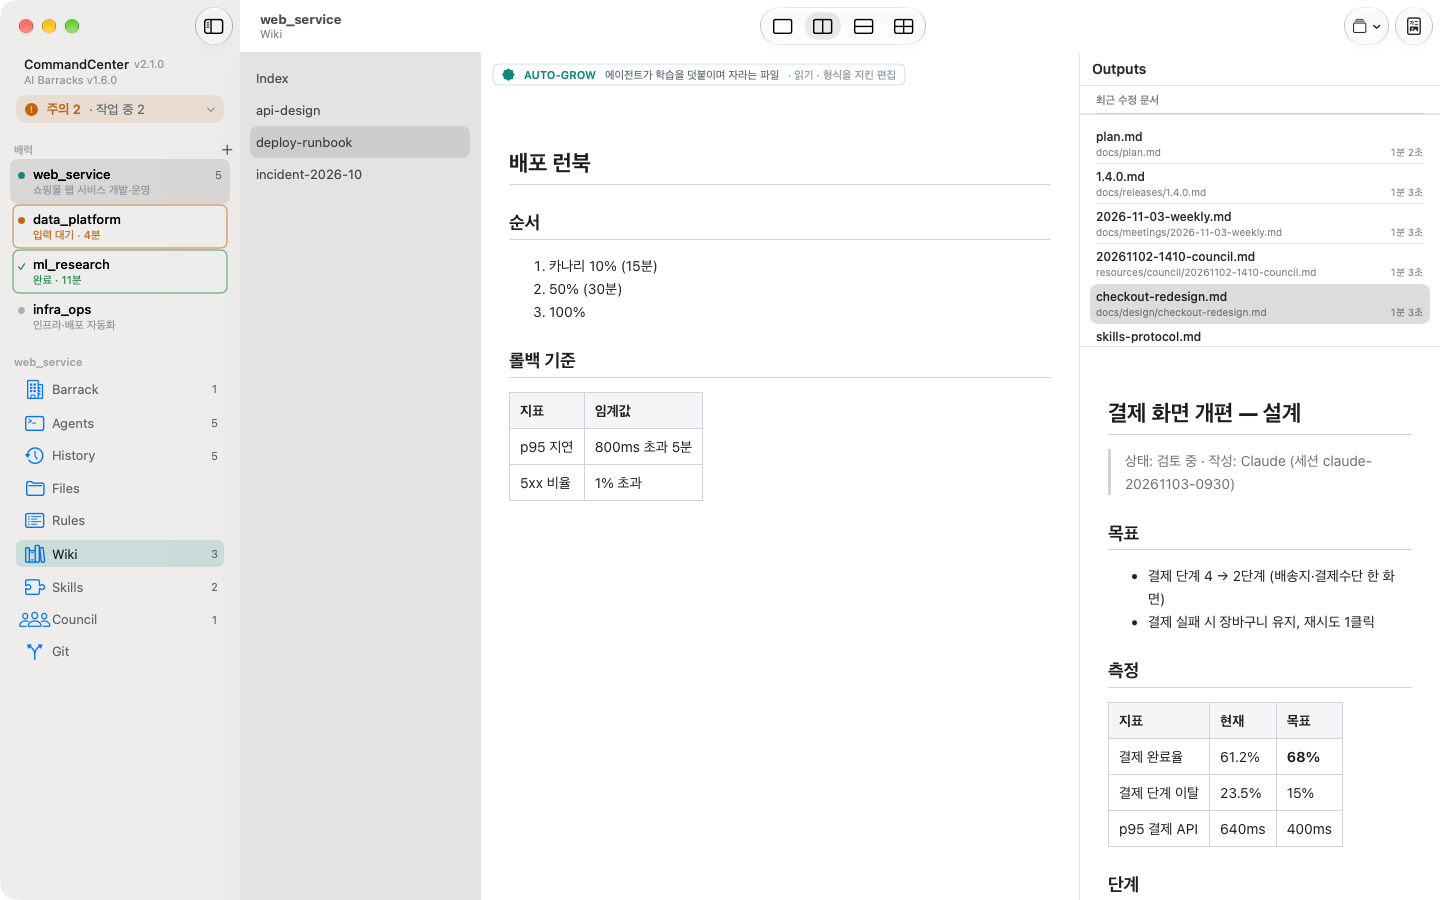 CommandCenter v2.1.0
AI Barracks v1.6.0
주의 2 · 작업 중 2
배럭
web_service 5
쇼핑몰 웹 서비스 개발·운영
data_platform
입력 대기 · 4분
ml_research
완료 · 11분
infra_ops
인프라·배포 자동화
web_service
Barrack 1
Agents 5
History 5
Files
Rules
Wiki 3
Skills 2
Council 1
Git
web_service
Wiki
Index
api-design
deploy-runbook
incident-2026-10
AUTO-GROW 에이전트가 학습을 덧붙이며 자라는 파일 · 읽기 · 형식을 지킨 편집
배포 런북
순서
1. 카나리 10% (15분)
2. 50% (30분)
3. 100%
롤백 기준
지표 임계값
p95 지연 800ms 초과 5분
5xx 비율 1% 초과
Outputs
최근 수정 문서
plan.md
docs/plan.md 1분 2초
1.4.0.md
docs/releases/1.4.0.md 1분 3초
2026-11-03-weekly.md
docs/meetings/2026-11-03-weekly.md 1분 3초
20261102-1410-council.md
resources/council/20261102-1410-council.md 1분 3초
checkout-redesign.md
docs/design/checkout-redesign.md 1분 3초
skills-protocol.md
결제 화면 개편 — 설계
상태: 검토 중 · 작성: Claude (세션 claude-
20261103-0930)
목표
• 결제 단계 4 → 2단계 (배송지·결제수단 한 화
면)
• 결제 실패 시 장바구니 유지, 재시도 1클릭
측정
지표 현재 목표
결제 완료율 61.2% 68%
결제 단계 이탈 23.5% 15%
p95 결제 API 640ms 400ms
단계